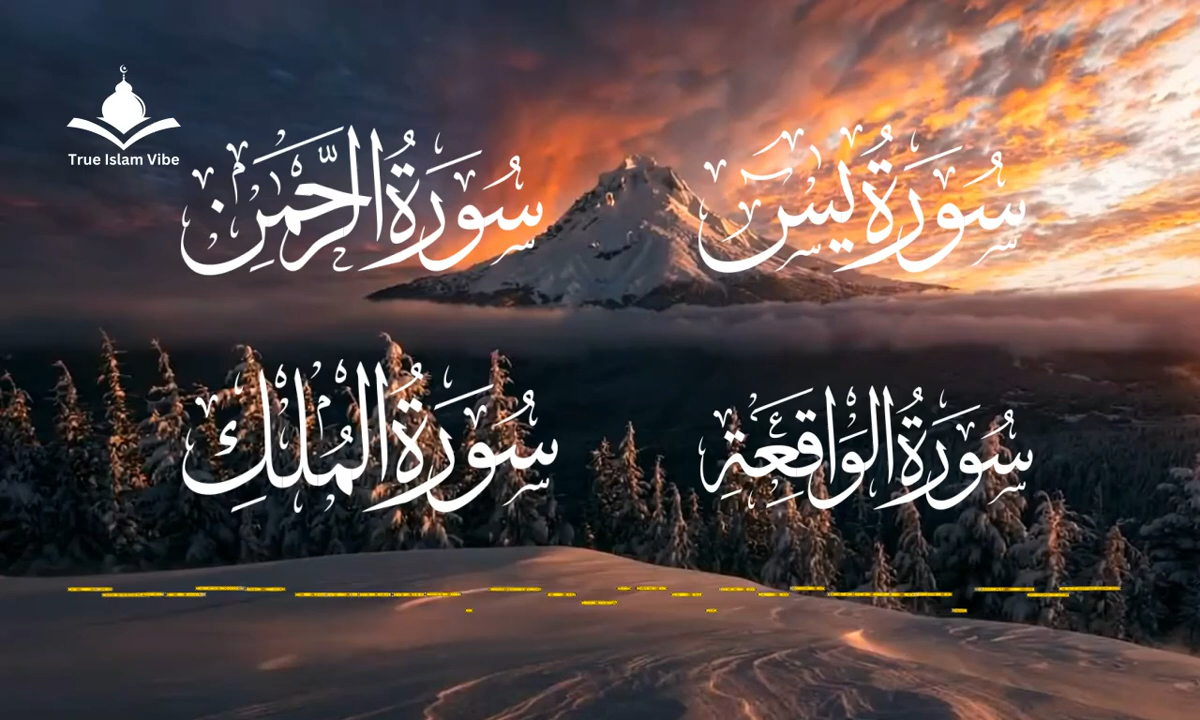 True Islam Vibe
سُورَةُ يسٓ
سُورَةُ الرَّحْمَٰنِ
سُورَةُ الْوَاقِعَةِ
سُورَةُ الْمُلْكِ